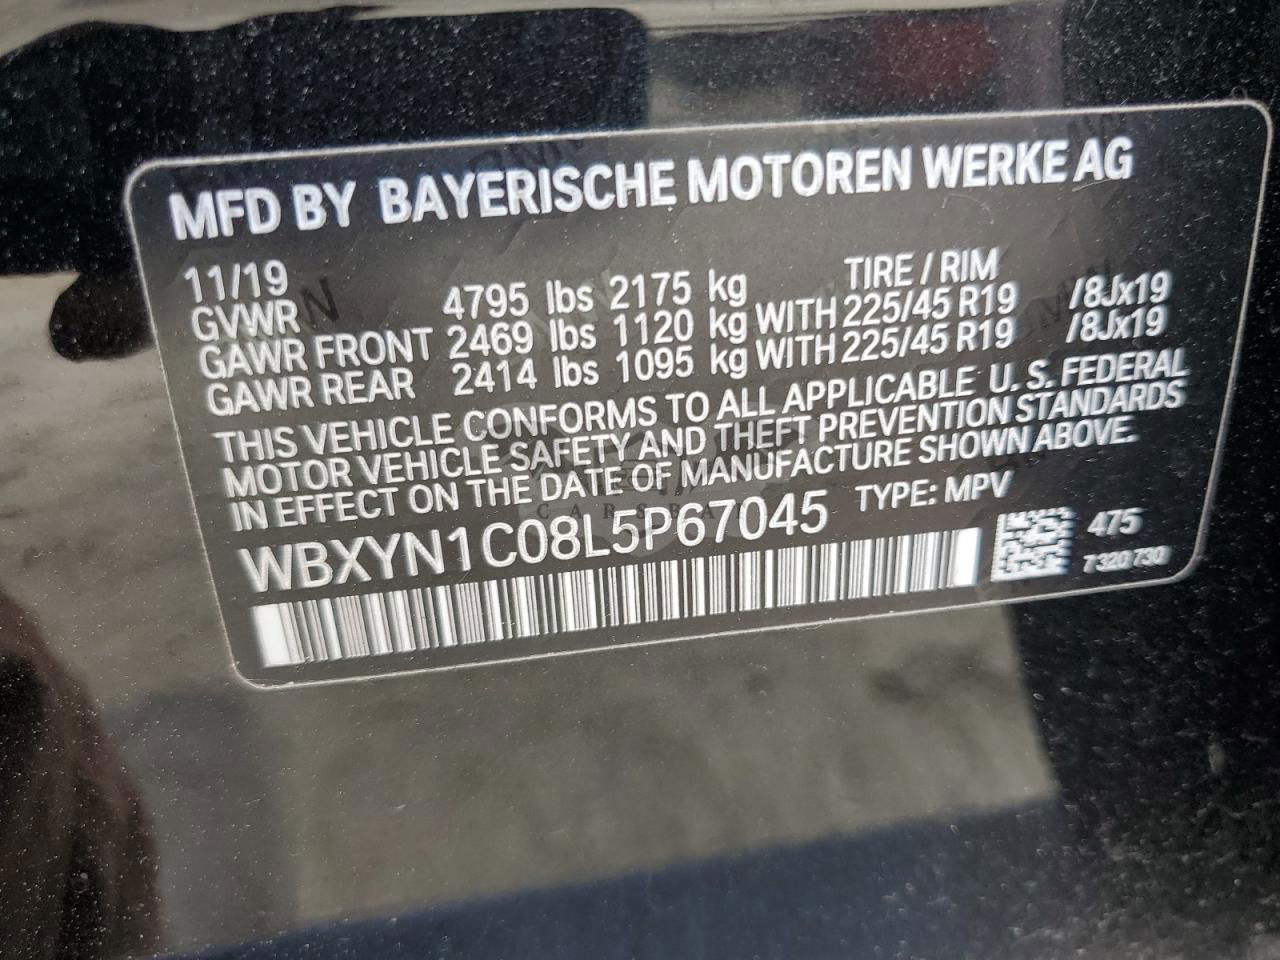 MFD BY BAYERISCHE MOTOREN WERKE AG
11/19 TIRE / RIM
GVWR 4795 lbs 2175 kg
GAWR FRONT 2469 lbs 1120 kg WITH 225/45 R19 /8Jx19
GAWR REAR 2414 lbs 1095 kg WITH 225/45 R19 /8Jx19
THIS VEHICLE CONFORMS TO ALL APPLICABLE U. S. FEDERAL
MOTOR VEHICLE SAFETY AND THEFT PREVENTION STANDARDS
IN EFFECT ON THE DATE OF MANUFACTURE SHOWN ABOVE.
WBXYN1C08L5P67045 TYPE: MPV
475
7320730